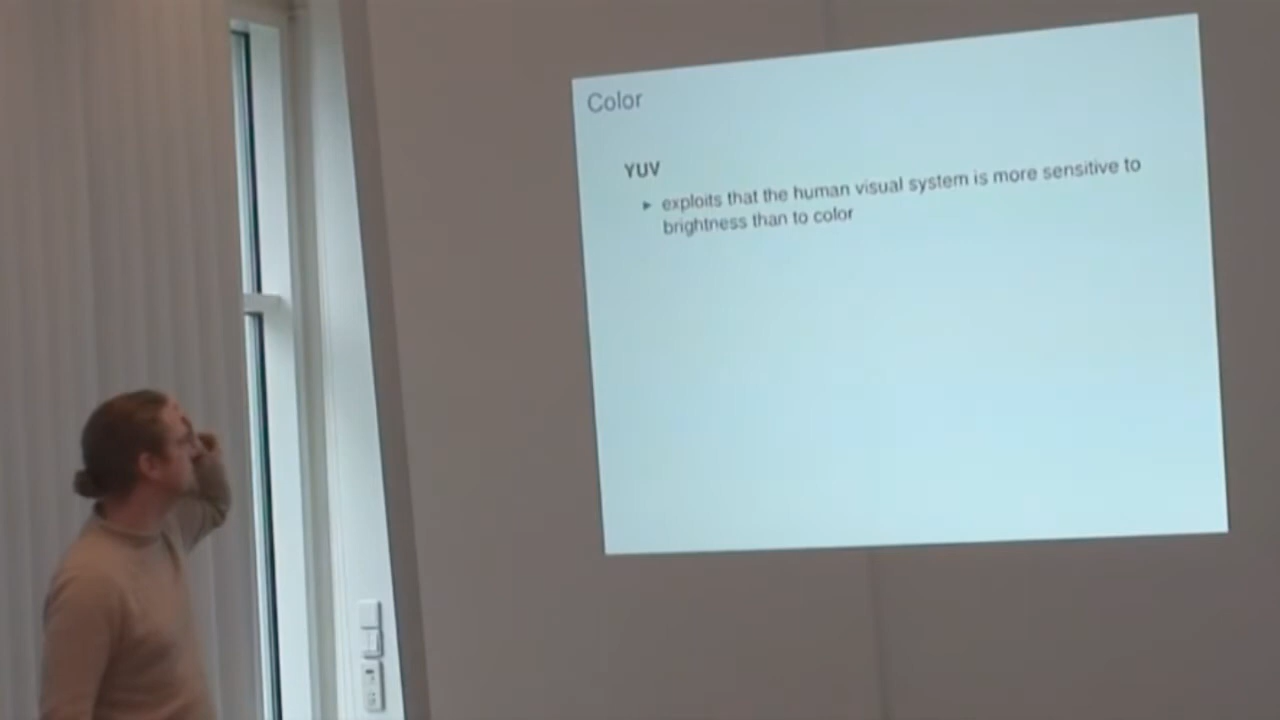 Color
YUV
exploits that the human visual system is more sensitive to
brightness than to color